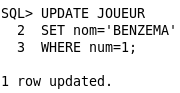 SQL> UPDATE JOUEUR
  2  SET nom='BENZEMA'
  3  WHERE num=1;
1 row updated.